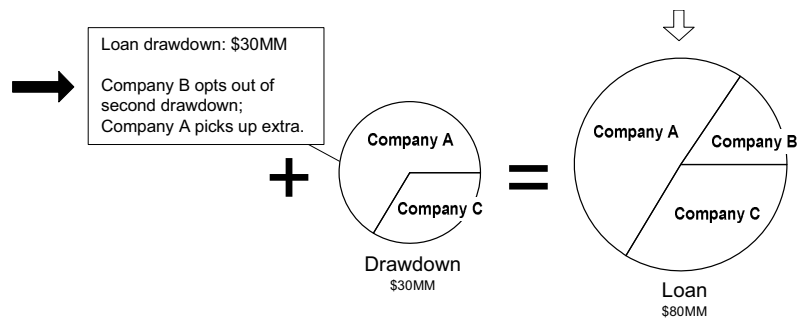 Loan drawdown: $30MM
Company B opts out of
second drawdown;
Company A picks up extra.
+
Company A
Company C
Drawdown
$30MM
=
Company A
Company B
Company C
Loan
$80MM